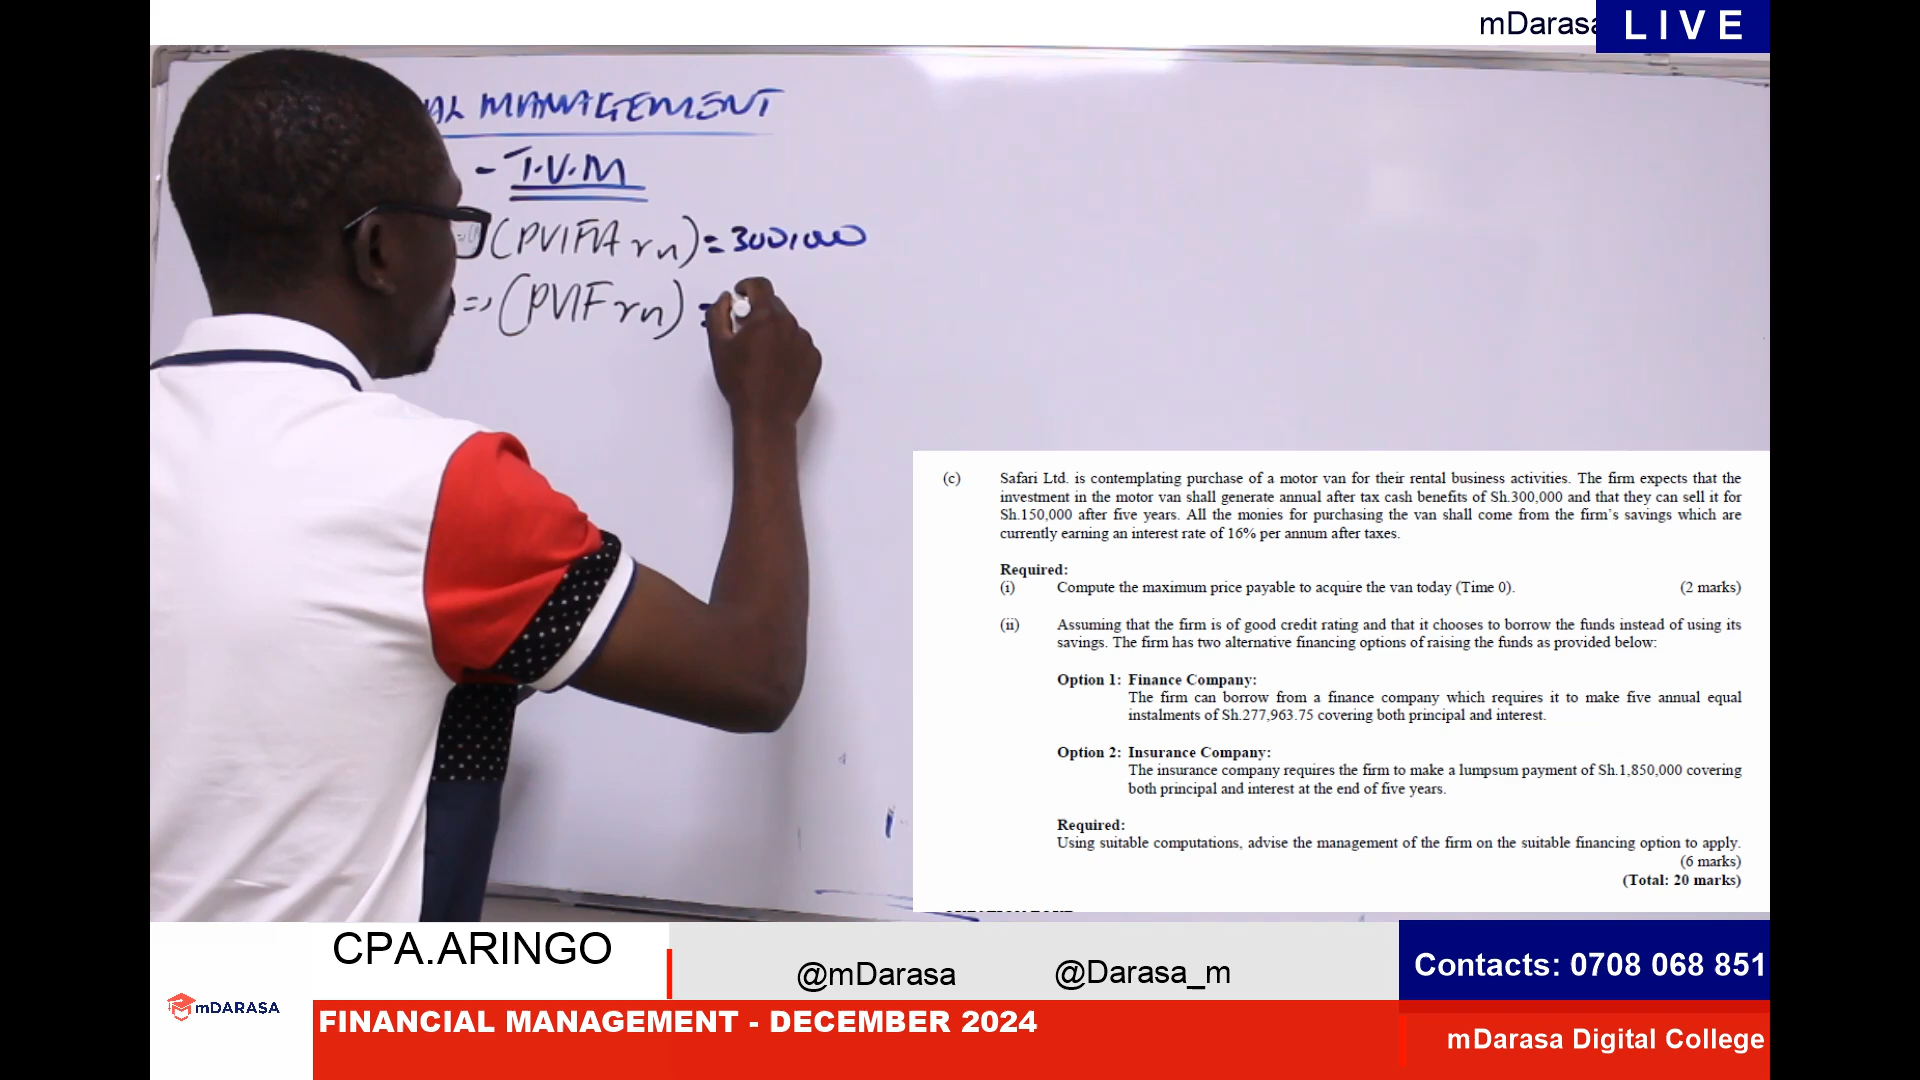 mDarasa
LIVE
AL MANAGEMENT
- T.V.M
(PVIFA rn) = 300,000
=> (PVIF rn) =
(c) Safari Ltd. is contemplating purchase of a motor van for their rental business activities. The firm expects that the
investment in the motor van shall generate annual after tax cash benefits of Sh.300,000 and that they can sell it for
Sh.150,000 after five years. All the monies for purchasing the van shall come from the firm's savings which are
currently earning an interest rate of 16% per annum after taxes.
Required:
(i) Compute the maximum price payable to acquire the van today (Time 0). (2 marks)
(ii) Assuming that the firm is of good credit rating and that it chooses to borrow the funds instead of using its
savings. The firm has two alternative financing options of raising the funds as provided below:
Option 1: Finance Company:
The firm can borrow from a finance company which requires it to make five annual equal
instalments of Sh.277,963.75 covering both principal and interest.
Option 2: Insurance Company:
The insurance company requires the firm to make a lumpsum payment of Sh.1,850,000 covering
both principal and interest at the end of five years.
Required:
Using suitable computations, advise the management of the firm on the suitable financing option to apply.
(6 marks)
(Total: 20 marks)
CPA.ARINGO
@mDarasa
@Darasa_m
Contacts: 0708 068 851
mDARASA
FINANCIAL MANAGEMENT - DECEMBER 2024
mDarasa Digital College